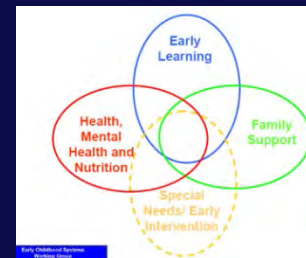 Early
Learning
Health,
Mental
Health and
Nutrition
Family
Support
Special
Needs/ Early
Intervention
Early Childhood Systems
Working Group